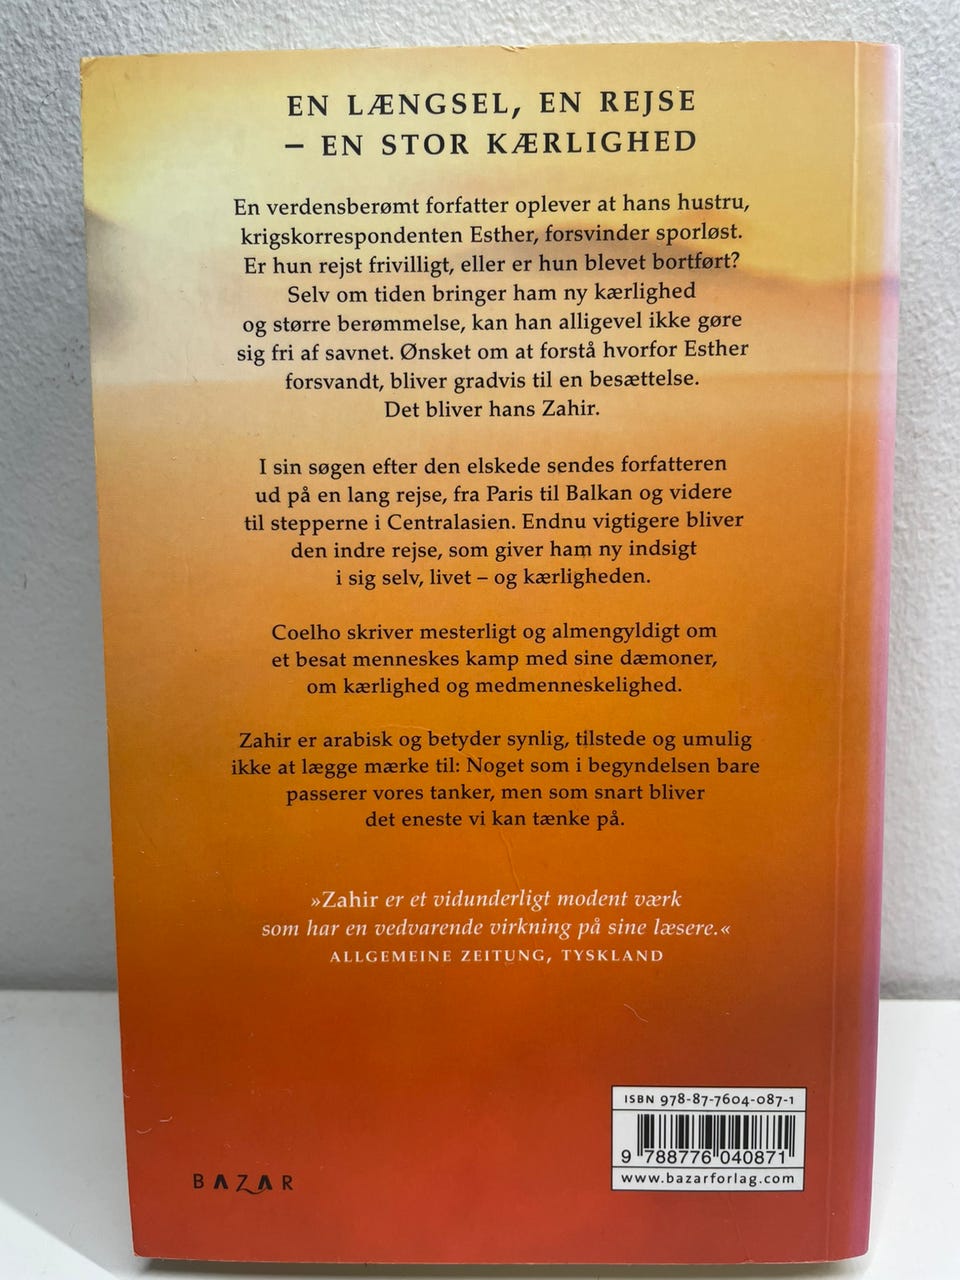 EN LÆNGSEL, EN REJSE
– EN STOR KÆRLIGHED
En verdensberømt forfatter oplever at hans hustru,
krigskorrespondenten Esther, forsvinder sporløst.
Er hun rejst frivilligt, eller er hun blevet bortført?
Selv om tiden bringer ham ny kærlighed
og større berømmelse, kan han alligevel ikke gøre
sig fri af savnet. Ønsket om at forstå hvorfor Esther
forsvandt, bliver gradvis til en besættelse.
Det bliver hans Zahir.
I sin søgen efter den elskede sendes forfatteren
ud på en lang rejse, fra Paris til Balkan og videre
til stepperne i Centralasien. Endnu vigtigere bliver
den indre rejse, som giver ham ny indsigt
i sig selv, livet – og kærligheden.
Coelho skriver mesterligt og almengyldigt om
et besat menneskes kamp med sine dæmoner,
om kærlighed og medmenneskelighed.
Zahir er arabisk og betyder synlig, tilstede og umulig
ikke at lægge mærke til: Noget som i begyndelsen bare
passerer vores tanker, men som snart bliver
det eneste vi kan tænke på.
»Zahir er et vidunderligt modent værk
som har en vedvarende virkning på sine læsere.«
ALLGEMEINE ZEITUNG, TYSKLAND
ISBN 978-87-7604-087-1
9 788776 040871
www.bazarforlag.com
BAZAR